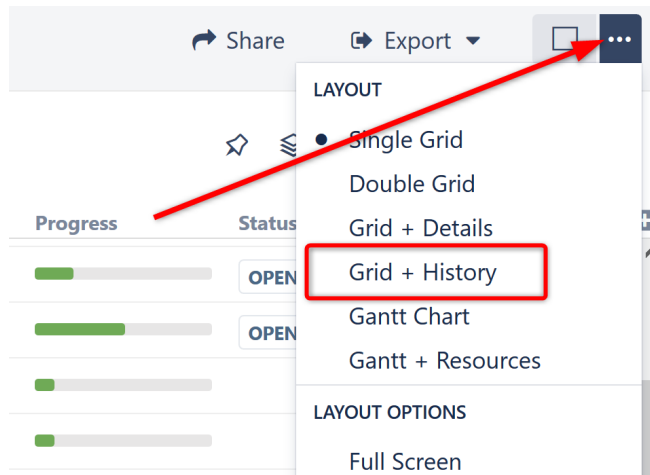 Share
Export
...
LAYOUT
Single Grid
Double Grid
Progress
Status
Grid + Details
OPEN
Grid + History
Gantt Chart
OPEN
Gantt + Resources
LAYOUT OPTIONS
Full Screen